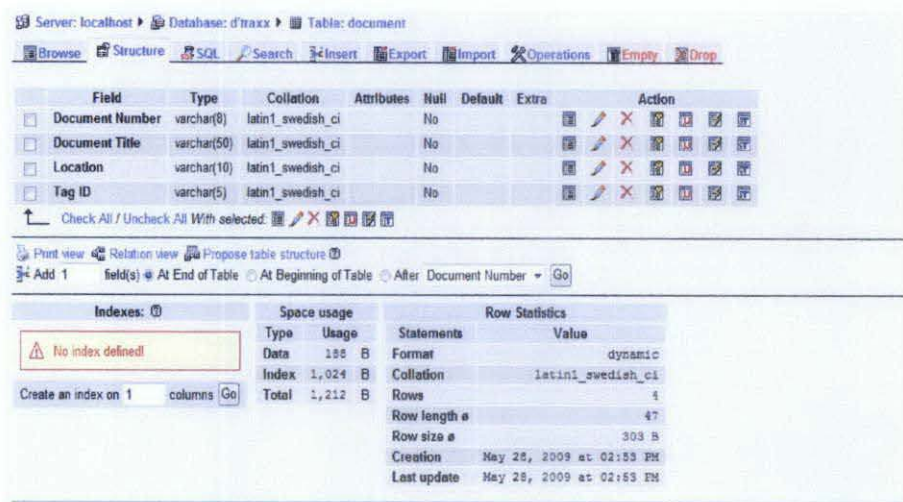 Server: localhost Database: d'traxx Table: document
Browse Structure SQL Search Insert Export Import Operations Empty Drop
Field Type Collation Attributes Null Default Extra Action
Document Number varchar(8) latin1_swedish_ci No
Document Title varchar(50) latin1_swedish_ci No
Location varchar(10) latin1_swedish_ci No
Tag ID varchar(5) latin1_swedish_ci No
Check All / Uncheck All With selected:
Print view Relation view Propose table structure
Add 1 field(s) At End of Table At Beginning of Table After Document Number Go
Indexes:
No index defined!
Create an index on 1 columns Go
Space usage
Type Usage
Data 188 B
Index 1,024 B
Total 1,212 B
Row Statistics
Statements Value
Format dynamic
Collation latin1_swedish_ci
Rows 4
Row length ø 47
Row size ø 303 B
Creation May 28, 2009 at 02:53 PM
Last update May 28, 2009 at 02:53 PM